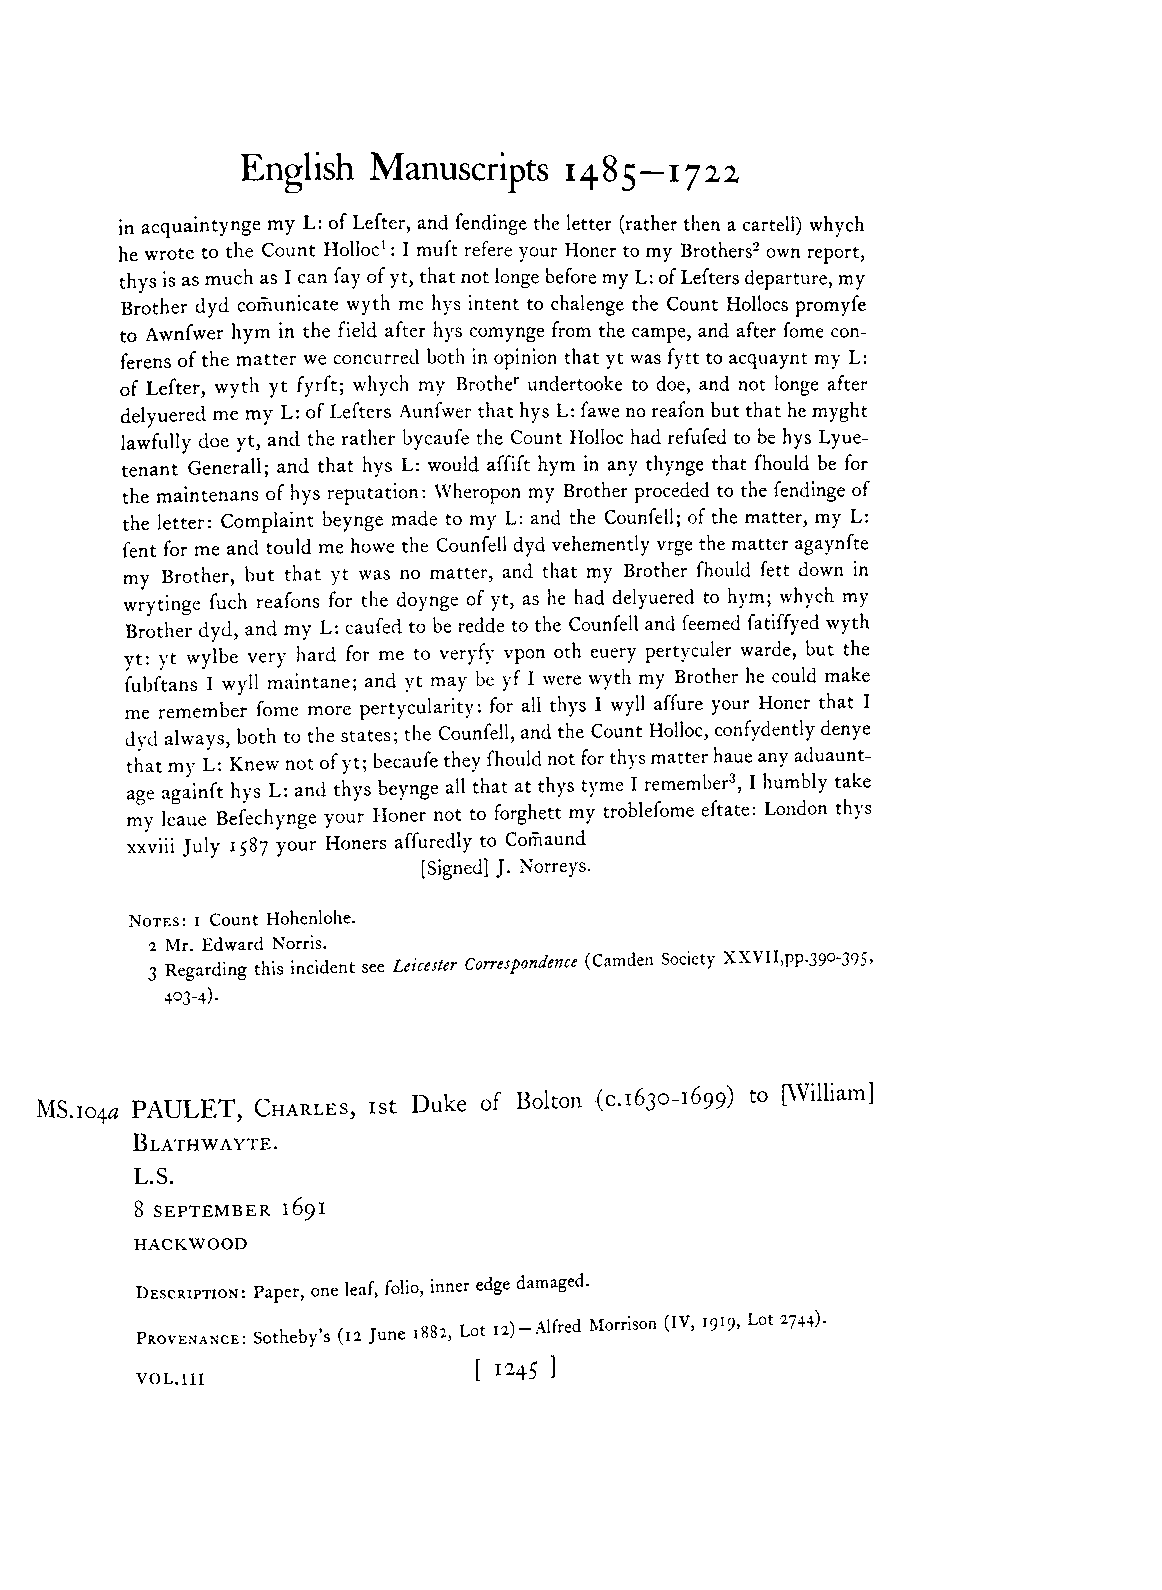 English Manuscripts 1485–1722
in acquaintynge my L: of Leſter, and ſendinge the letter (rather then a cartell) whych
he wrote to the Count Holloc¹: I muſt refere your Honer to my Brothers² own report,
thys is as much as I can ſay of yt, that not longe before my L: of Leſters departure, my
Brother dyd com̄unicate wyth me hys intent to chalenge the Count Hollocs promyſe
to Awnſwer hym in the field after hys comynge from the campe, and after ſome con-
ferens of the matter we concurred both in opinion that yt was fytt to acquaynt my L:
of Leſter, wyth yt fyrſt; whych my Brotheʳ undertooke to doe, and not longe after
delyuered me my L: of Leſters Aunſwer that hys L: ſawe no reaſon but that he myght
lawfully doe yt, and the rather bycauſe the Count Holloc had refuſed to be hys Lyue-
tenant Generall; and that hys L: would aſſiſt hym in any thynge that ſhould be for
the maintenans of hys reputation: Wheropon my Brother proceded to the ſendinge of
the letter: Complaint beynge made to my L: and the Counſell; of the matter, my L:
ſent for me and tould me howe the Counſell dyd vehemently vrge the matter agaynſte
my Brother, but that yt was no matter, and that my Brother ſhould ſett down in
wrytinge ſuch reaſons for the doynge of yt, as he had delyuered to hym; whych my
Brother dyd, and my L: cauſed to be redde to the Counſell and ſeemed ſatiſſyed wyth
yt: yt wylbe very hard for me to veryfy vpon oth euery pertyculer warde, but the
ſubſtans I wyll maintane; and yt may be yf I were wyth my Brother he could make
me remember ſome more pertycularity: for all thys I wyll aſſure your Honer that I
dyd always, both to the states; the Counſell, and the Count Holloc, confydently denye
that my L: Knew not of yt; becauſe they ſhould not for thys matter haue any aduaunt-
age againſt hys L: and thys beynge all that at thys tyme I remember³, I humbly take
my leaue Beſechynge your Honer not to forghett my trobleſome eſtate: London thys
xxviii July 1587 your Honers aſſuredly to Com̄aund
[Signed] J. Norreys.
NOTES: 1 Count Hohenlohe.
2 Mr. Edward Norris.
3 Regarding this incident see Leicester Correspondence (Camden Society XXVII,pp.390-395,
403-4).
MS.104a PAULET, CHARLES, 1st Duke of Bolton (c.1630-1699) to [William]
BLATHWAYTE.
L.S.
8 SEPTEMBER 1691
HACKWOOD
DESCRIPTION: Paper, one leaf, folio, inner edge damaged.
PROVENANCE: Sotheby's (12 June 1882, Lot 12)–Alfred Morrison (IV, 1919, Lot 2744).
VOL.III [ 1245 ]